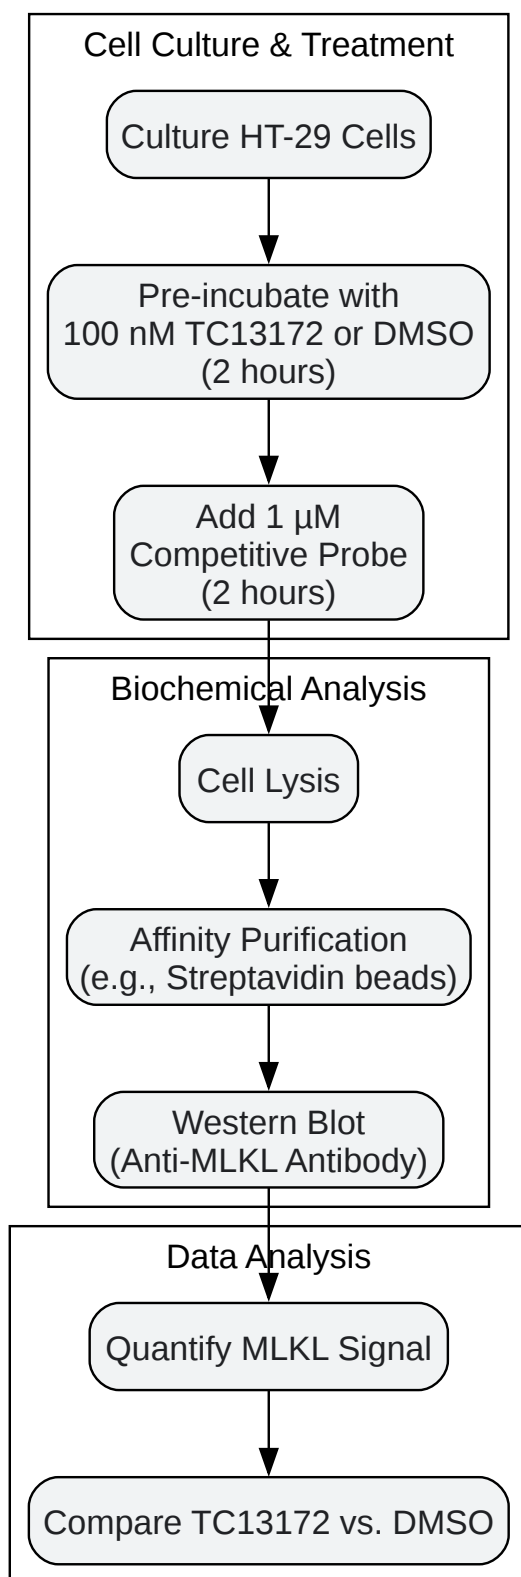 Cell Culture & Treatment
Culture HT-29 Cells
Pre-incubate with
100 nM TC13172 or DMSO
(2 hours)
Add 1 µM
Competitive Probe
(2 hours)
Biochemical Analysis
Cell Lysis
Affinity Purification
(e.g., Streptavidin beads)
Western Blot
(Anti-MLKL Antibody)
Data Analysis
Quantify MLKL Signal
Compare TC13172 vs. DMSO